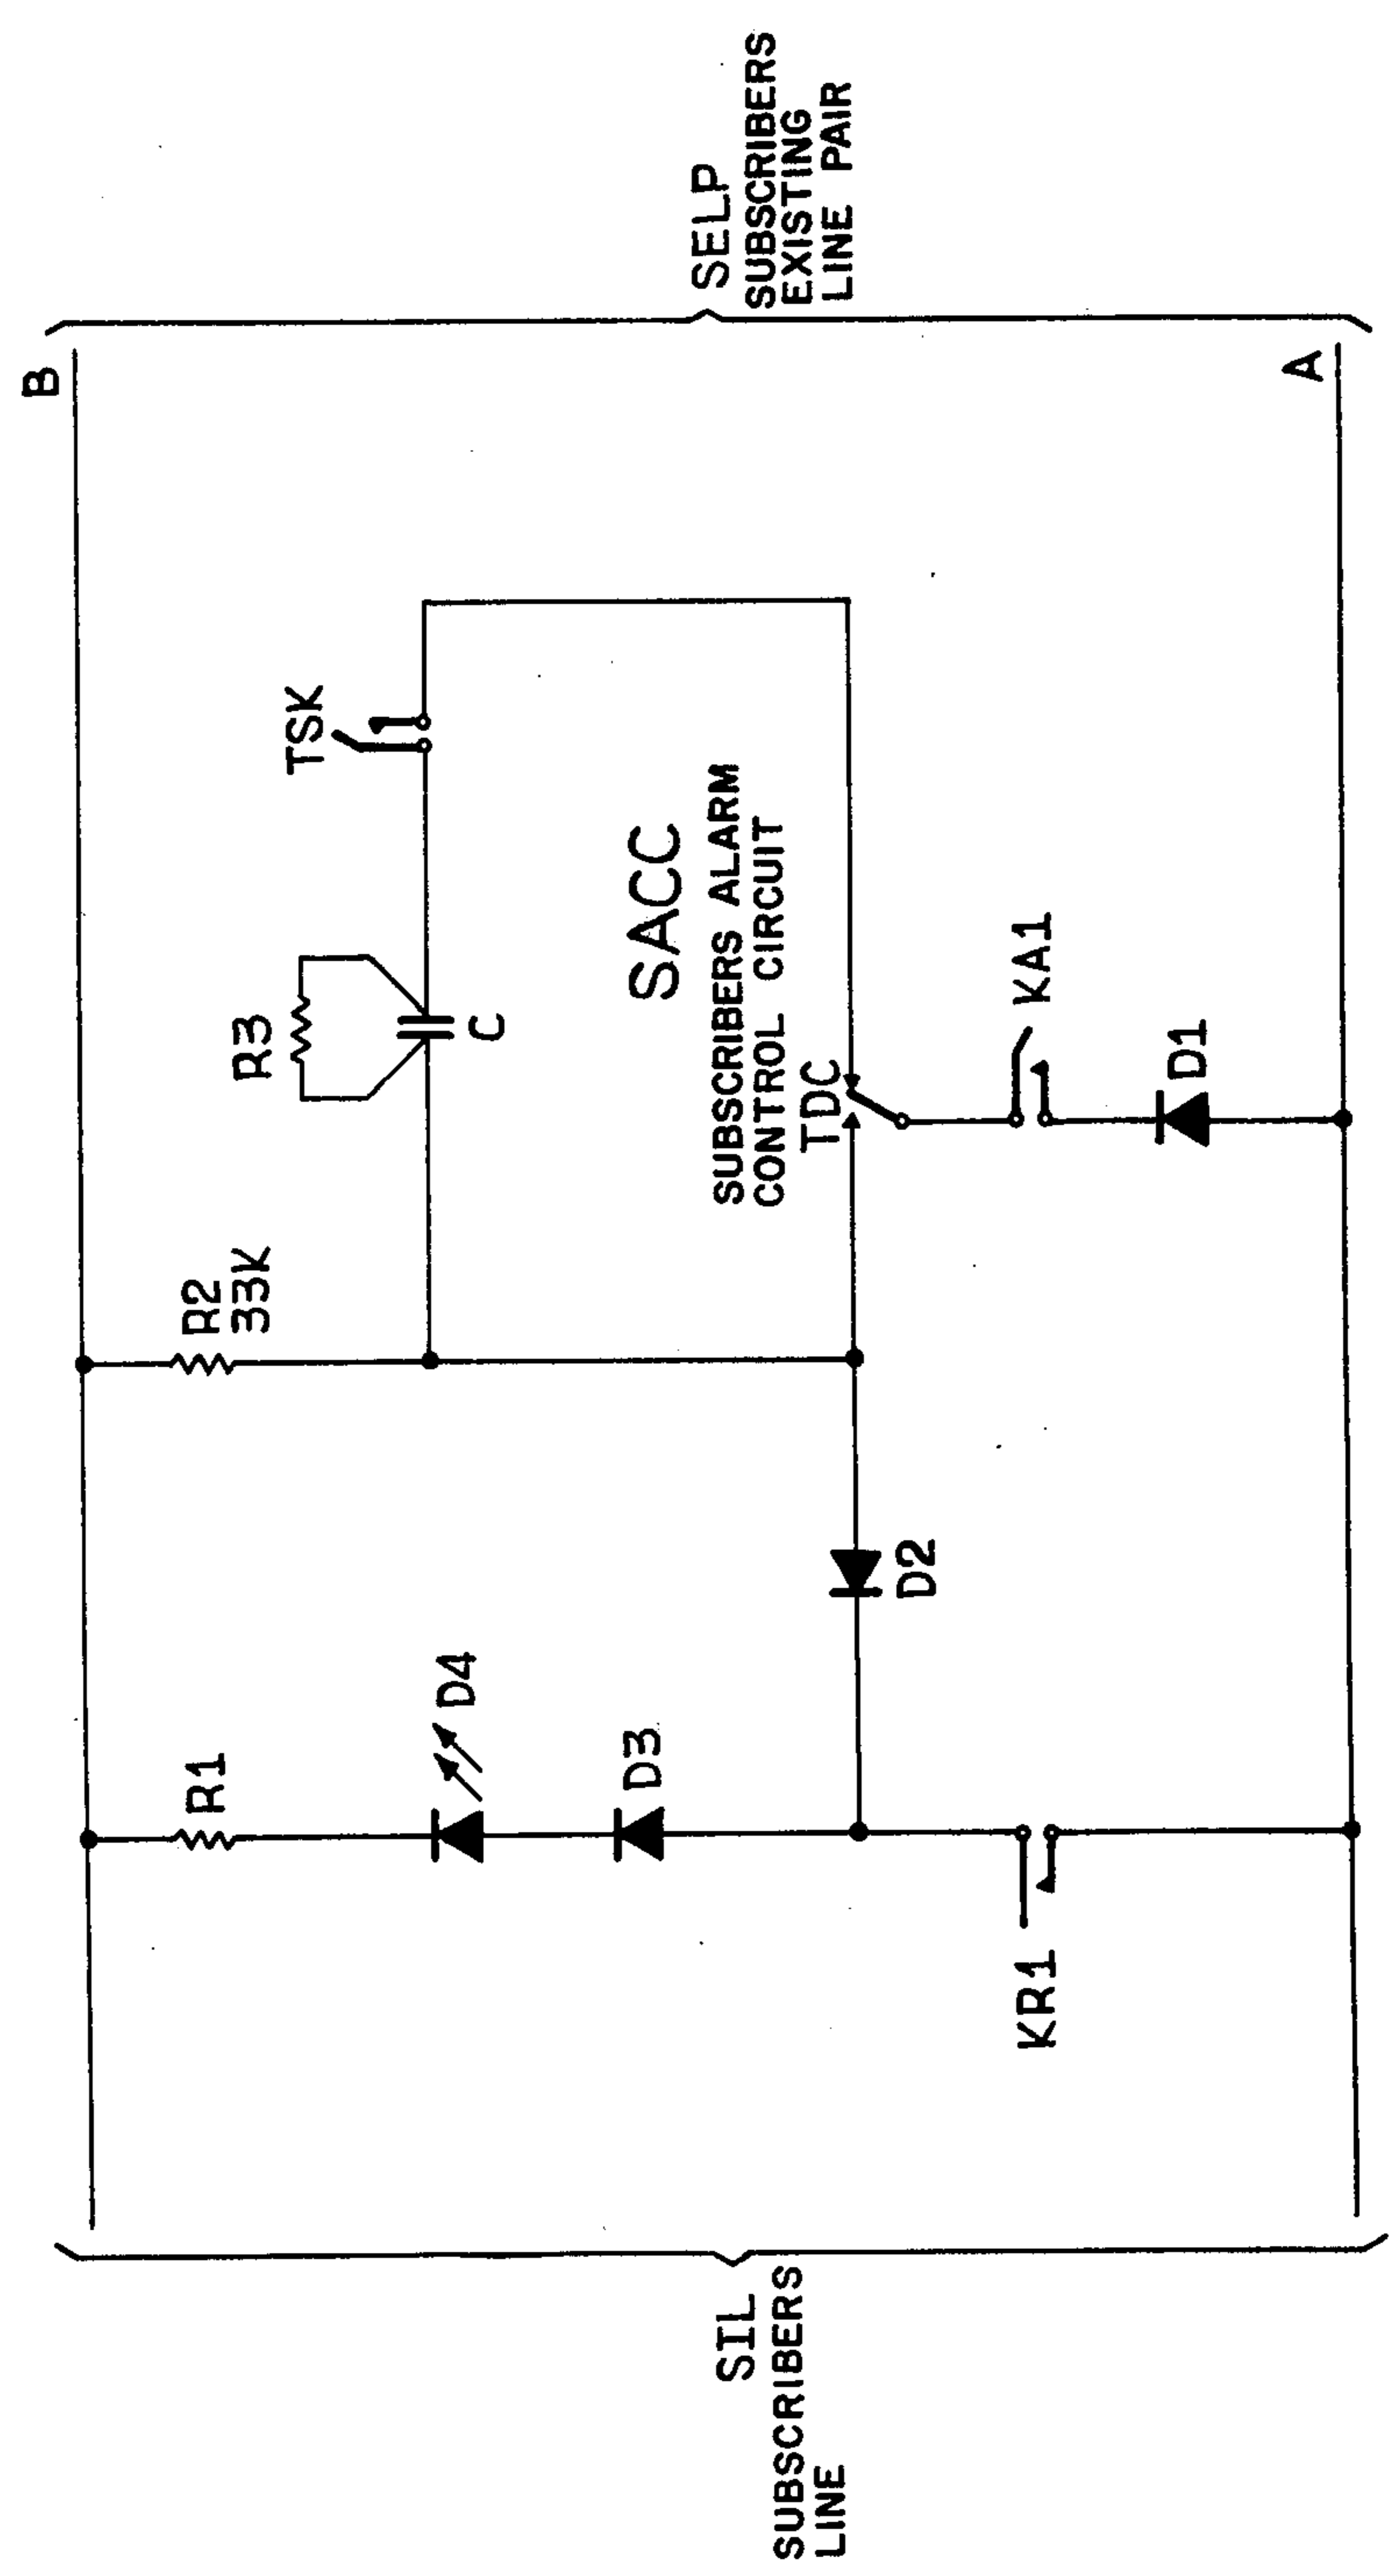 B
A
SELP
SUBSCRIBERS
EXISTING
LINE PAIR
TSK
R3
C
SACC
SUBSCRIBERS ALARM
CONTROL CIRCUIT
TDC
KA1
D1
R2
33K
D2
D4
D3
R1
KR1
SIL
SUBSCRIBERS
LINE